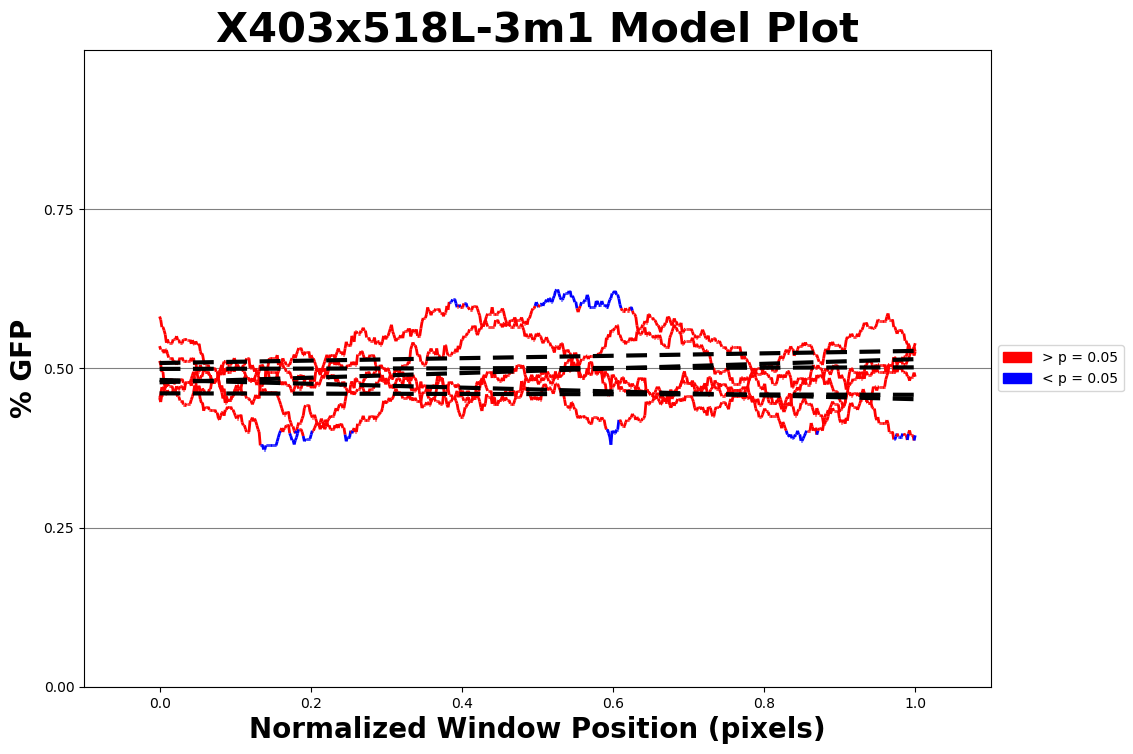 X403x518L-3m1 Model Plot
% GFP
0.75
0.50
0.25
0.00
0.0 0.2 0.4 0.6 0.8 1.0
Normalized Window Position (pixels)
> p = 0.05
< p = 0.05